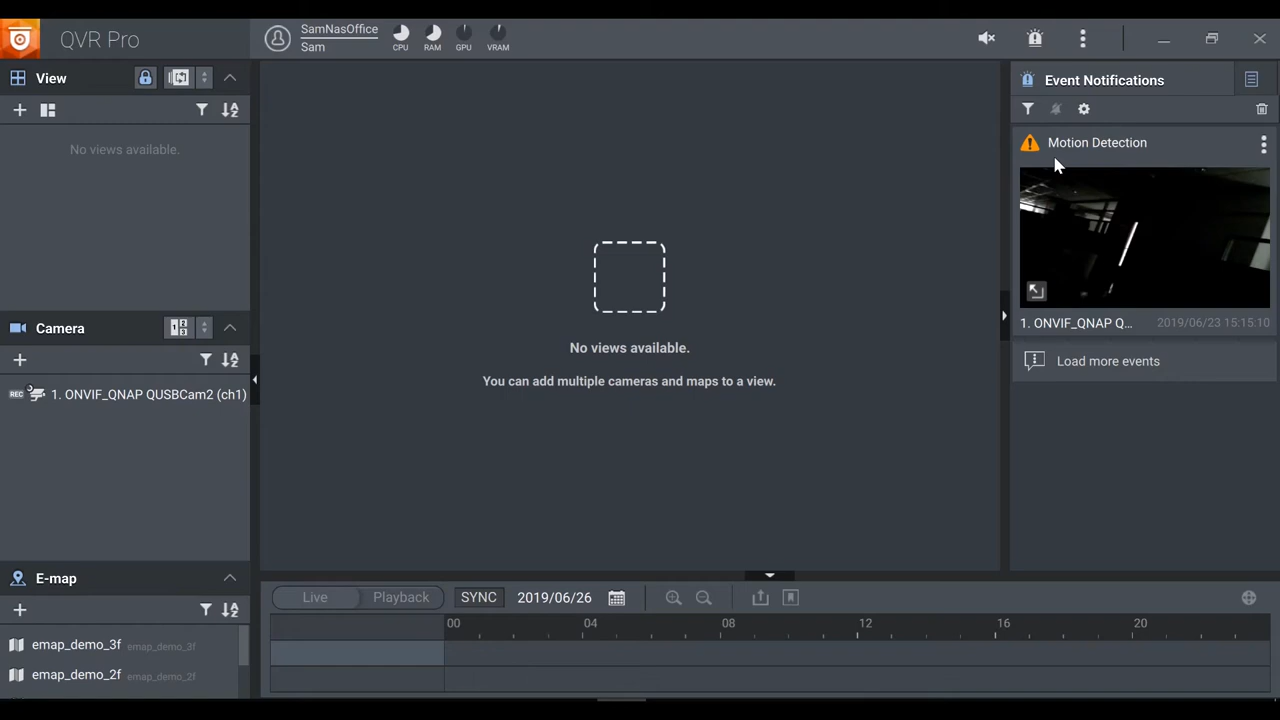 QVR Pro
SamNasOffice
Sam
CPU
RAM
GPU
VRAM
View
No views available.
Camera
REC
1. ONVIF_QNAP QUSBCam2 (ch1)
E-map
emap_demo_3f emap_demo_3f
emap_demo_2f emap_demo_2f
No views available.
You can add multiple cameras and maps to a view.
Live
Playback
SYNC
2019/06/26
00 04 08 12 16 20
Event Notifications
Motion Detection
1. ONVIF_QNAP Q... 2019/06/23 15:15:10
Load more events